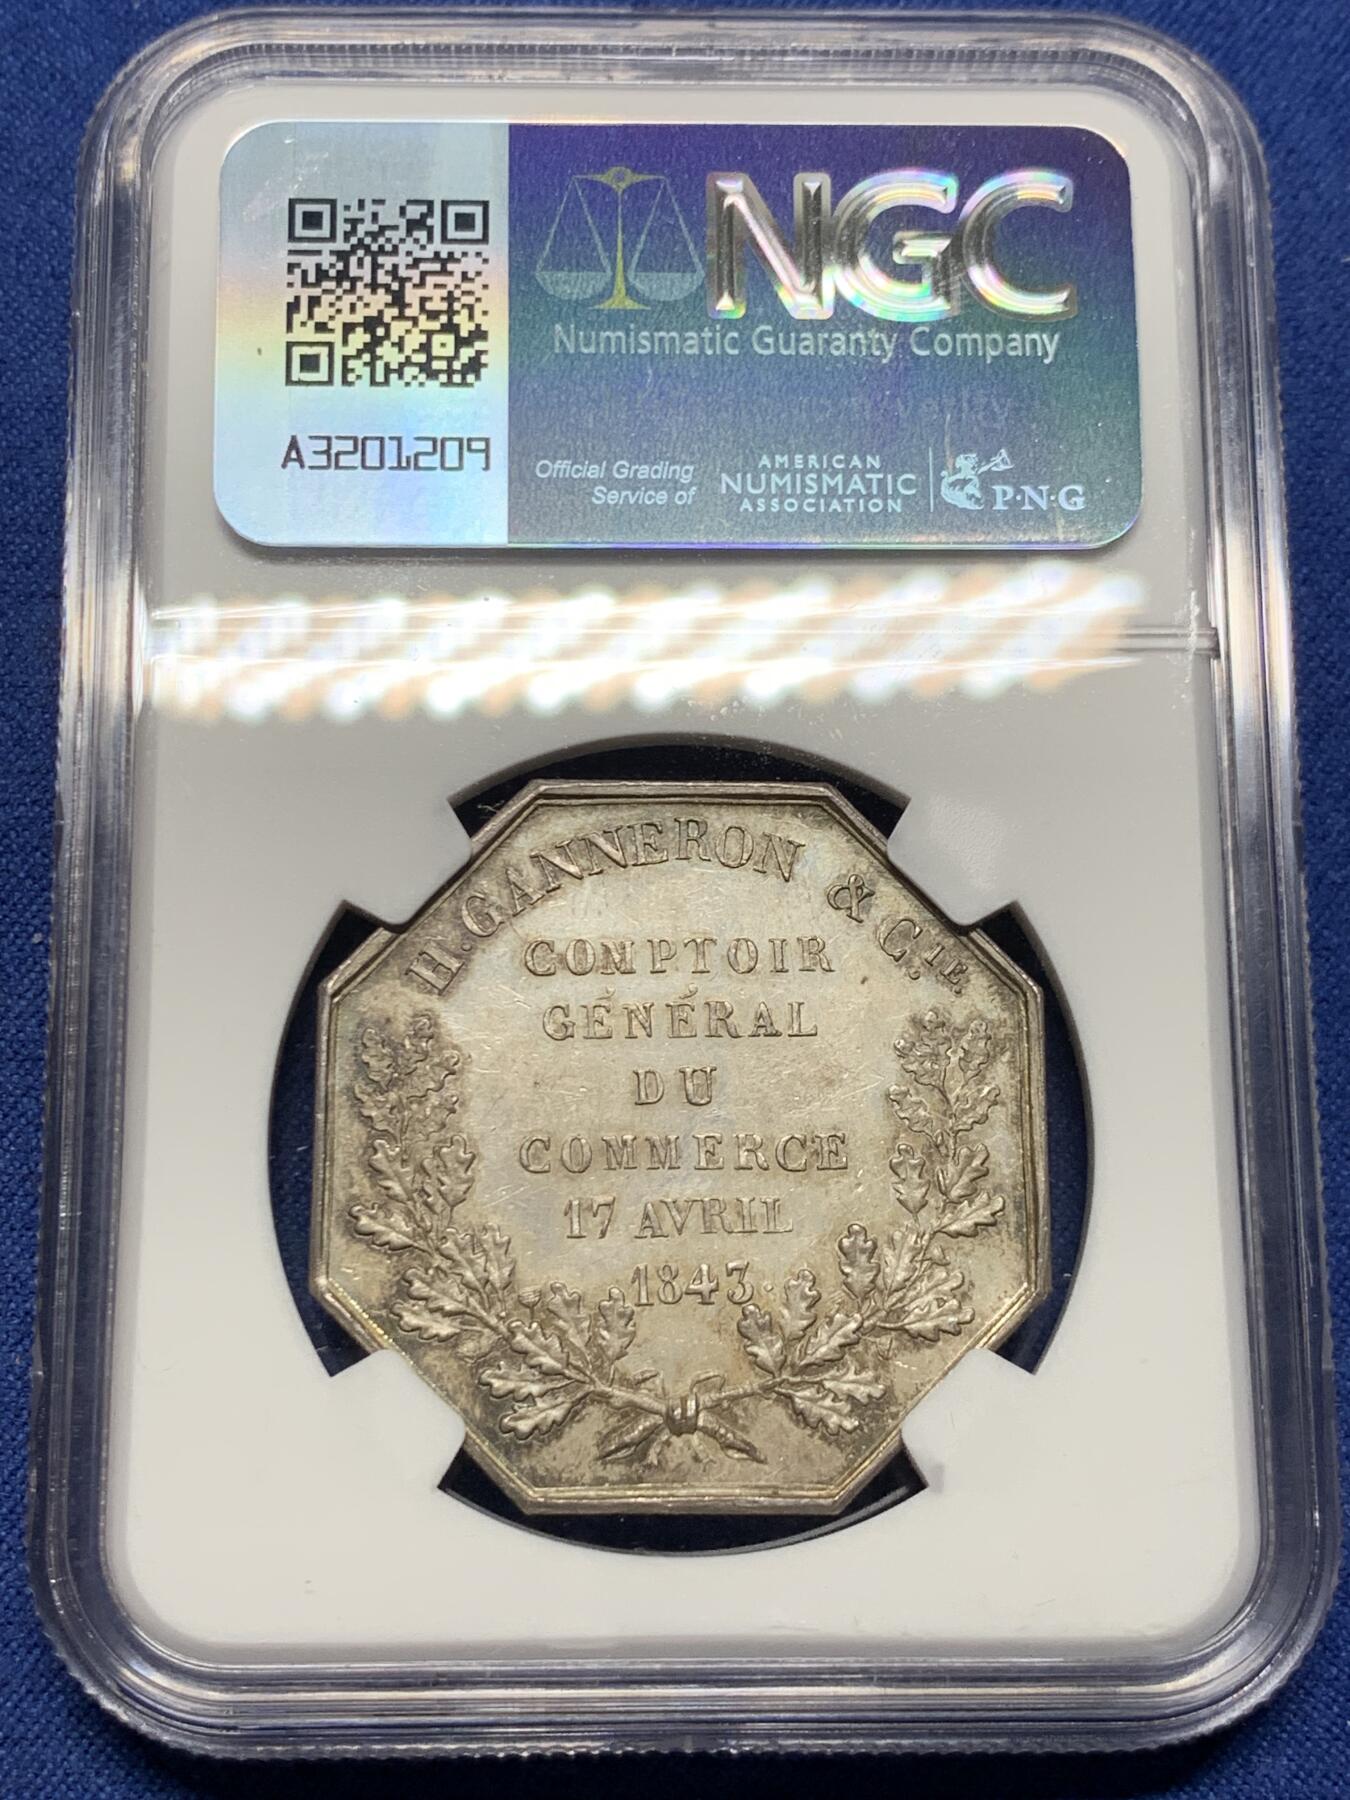 NGC
Numismatic Guaranty Company
A3201209
Official Grading
Service of
AMERICAN
NUMISMATIC
ASSOCIATION
P·N·G
H. GANNERON & C.IE.
COMPTOIR
GÉNÉRAL
DU
COMMERCE
17 AVRIL
1843.